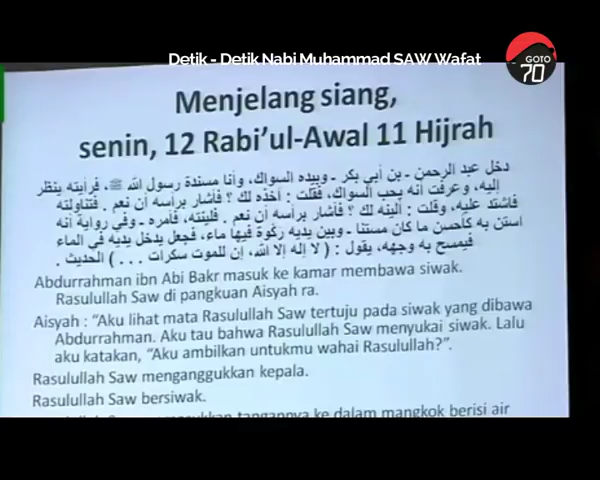 Detik - Detik Nabi Muhammad SAW Wafat
GOTO
70
Menjelang siang,
senin, 12 Rabi'ul-Awal 11 Hijrah
دخل عبد الرحمن - بن أبي بكر - وبيده السواك، وأنا مسندة رسول الله ﷺ، فرأيته ينظر
إليه، وعرفت أنه يحب السواك، فقلت : آخذه لك ؟ فأشار برأسه أن نعم . فتناولته
فاشتد عليه، وقلت : ألينه لك ؟ فأشار برأسه أن نعم . فلينته، فأمره - وفي رواية أنه
استن به كأحسن ما كان مستنا - وبين يديه ركوة فيها ماء، فجعل يدخل يديه في الماء
فيمسح به وجهه، يقول : ( لا إله إلا الله، إن للموت سكرات . . . ) الحديث .
Abdurrahman ibn Abi Bakr masuk ke kamar membawa siwak.
Rasulullah Saw di pangkuan Aisyah ra.
Aisyah : "Aku lihat mata Rasulullah Saw tertuju pada siwak yang dibawa
Abdurrahman. Aku tau bahwa Rasulullah Saw menyukai siwak. Lalu
aku katakan, "Aku ambilkan untukmu wahai Rasulullah?".
Rasulullah Saw menganggukkan kepala.
Rasulullah Saw bersiwak.
tangannya ke dalam mangkok berisi air